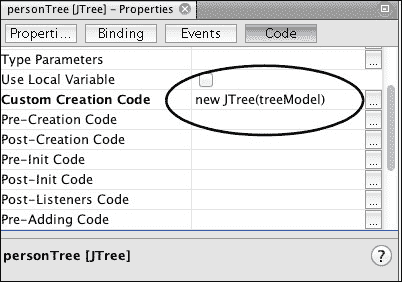 personTree [JTree] – Properties
Properti... Binding Events Code
Type Parameters ...
Use Local Variable
Custom Creation Code new JTree(treeModel) ...
Pre-Creation Code ...
Post-Creation Code ...
Pre-Init Code ...
Post-Init Code ...
Post-Listeners Code ...
Pre-Adding Code ...
personTree [JTree] ?